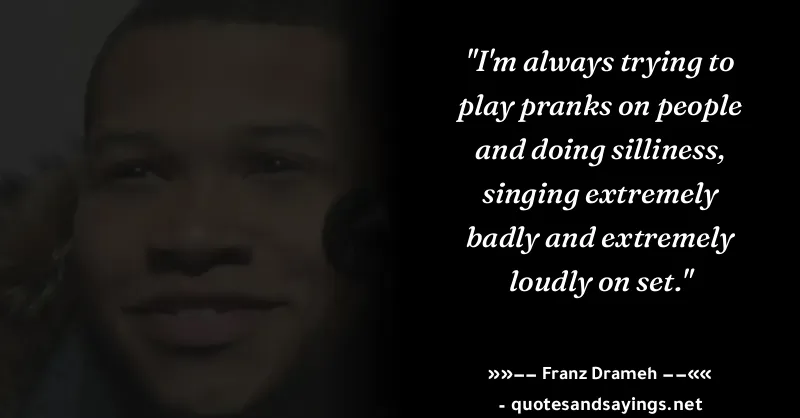 "I'm always trying to
play pranks on people
and doing silliness,
singing extremely
badly and extremely
loudly on set."
»»–– Franz Drameh ––««
- quotesandsayings.net